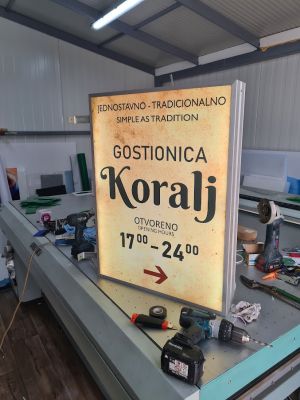 JEDNOSTAVNO - TRADICIONALNO
SIMPLE AS TRADITION
GOSTIONICA
Koralj
OTVORENO
OPENING HOURS
17⁰⁰ - 24⁰⁰